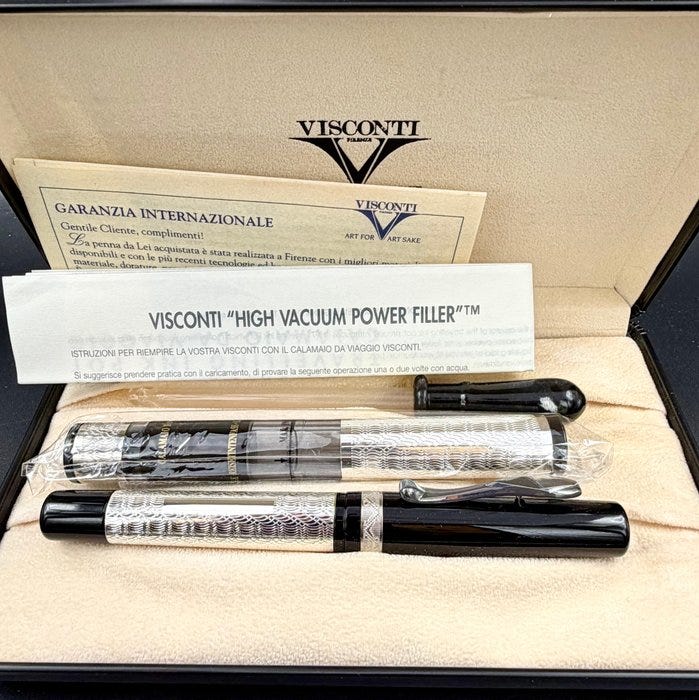 VISCONTI
FIRENZE
VISCONTI
ART FOR ART SAKE
GARANZIA INTERNAZIONALE
Gentile Cliente, complimenti!
La penna da Lei acquistata è stata realizzata a Firenze con i migliori
disponibili e con le più recenti tecnologie ed
materiale, dorature,
VISCONTI “HIGH VACUUM POWER FILLER”™
ISTRUZIONI PER RIEMPIRE LA VOSTRA VISCONTI CON IL CALAMAIO DA VIAGGIO VISCONTI.
Si suggerisce prendere pratica con il caricamento, di provare la seguente operazione una o due volte con acqua.